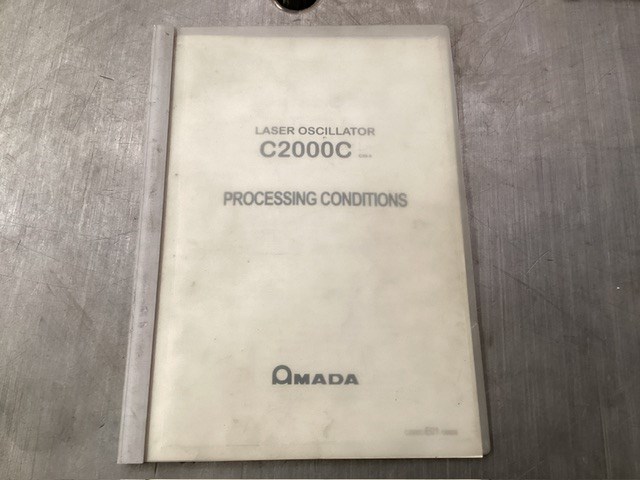 LASER OSCILLATOR
C2000C
PROCESSING CONDITIONS
AMADA